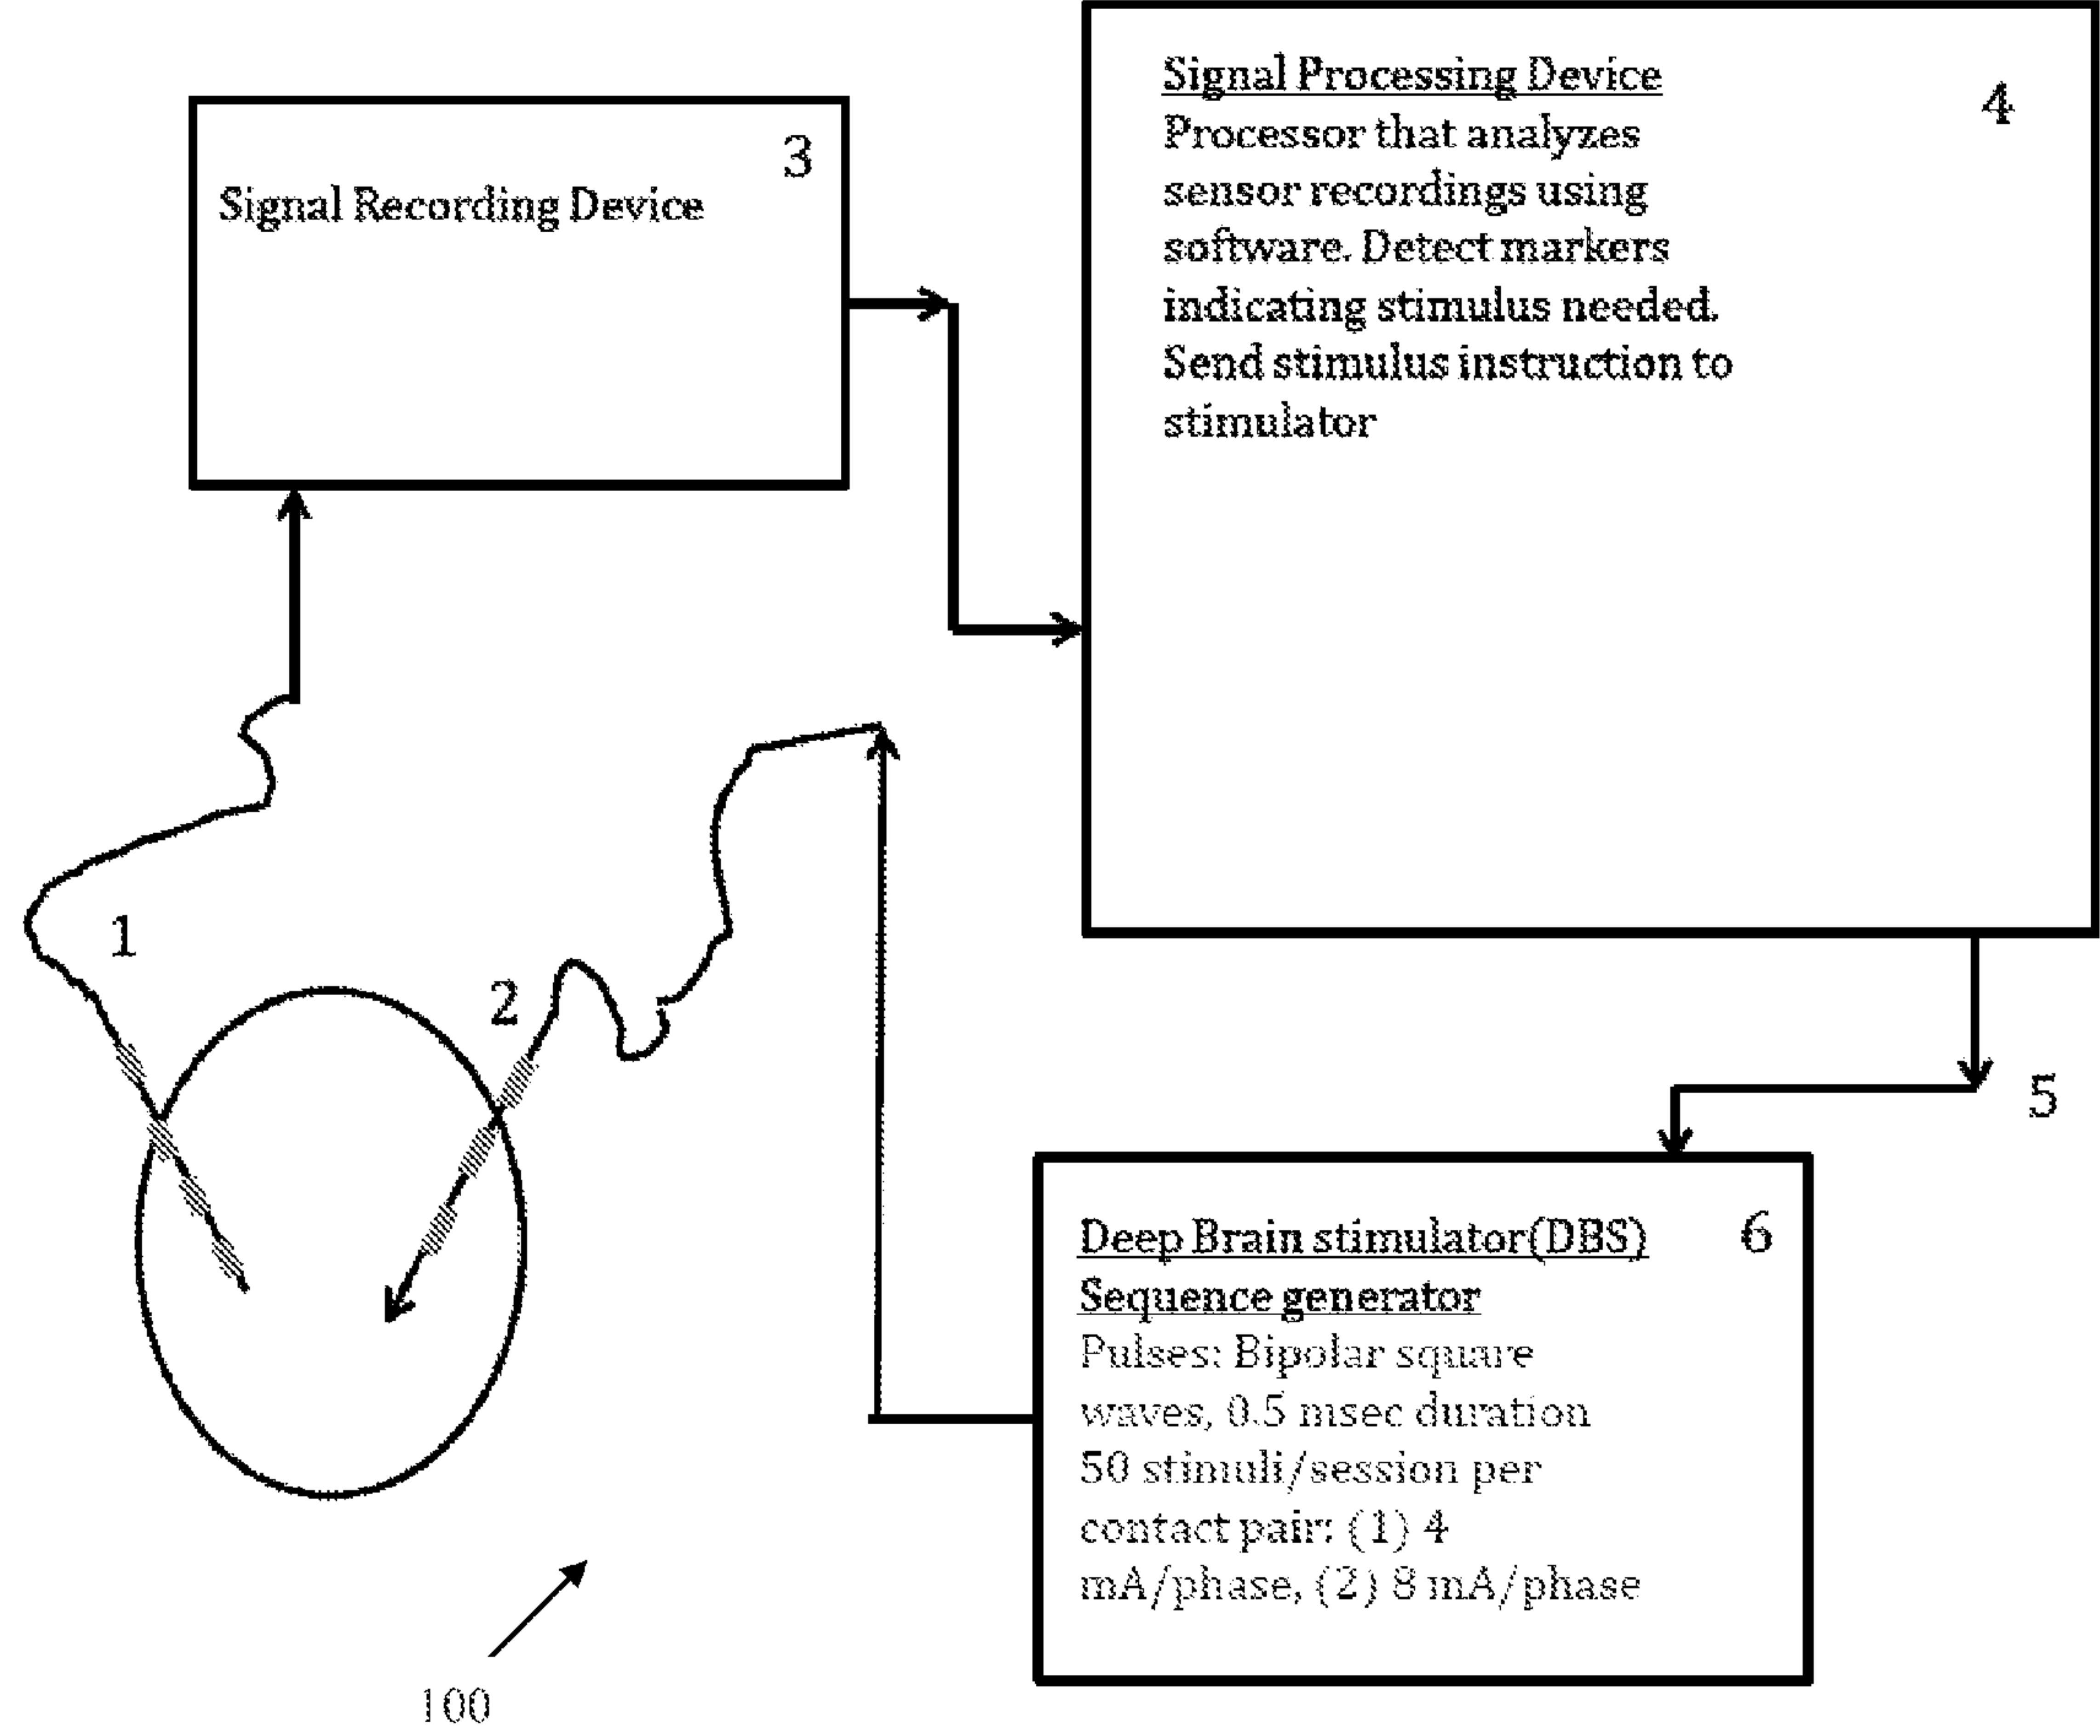 3
Signal Recording Device
4
Signal Processing Device
Processor that analyzes
sensor recordings using
software. Detect markers
indicating stimulus needed.
Send stimulus instruction to
stimulator
1
2
5
6
Deep Brain stimulator(DBS)
Sequence generator
Pulses: Bipolar square
waves, 0.5 msec duration
50 stimuli/session per
contact pair: (1) 4
mA/phase, (2) 8 mA/phase
100